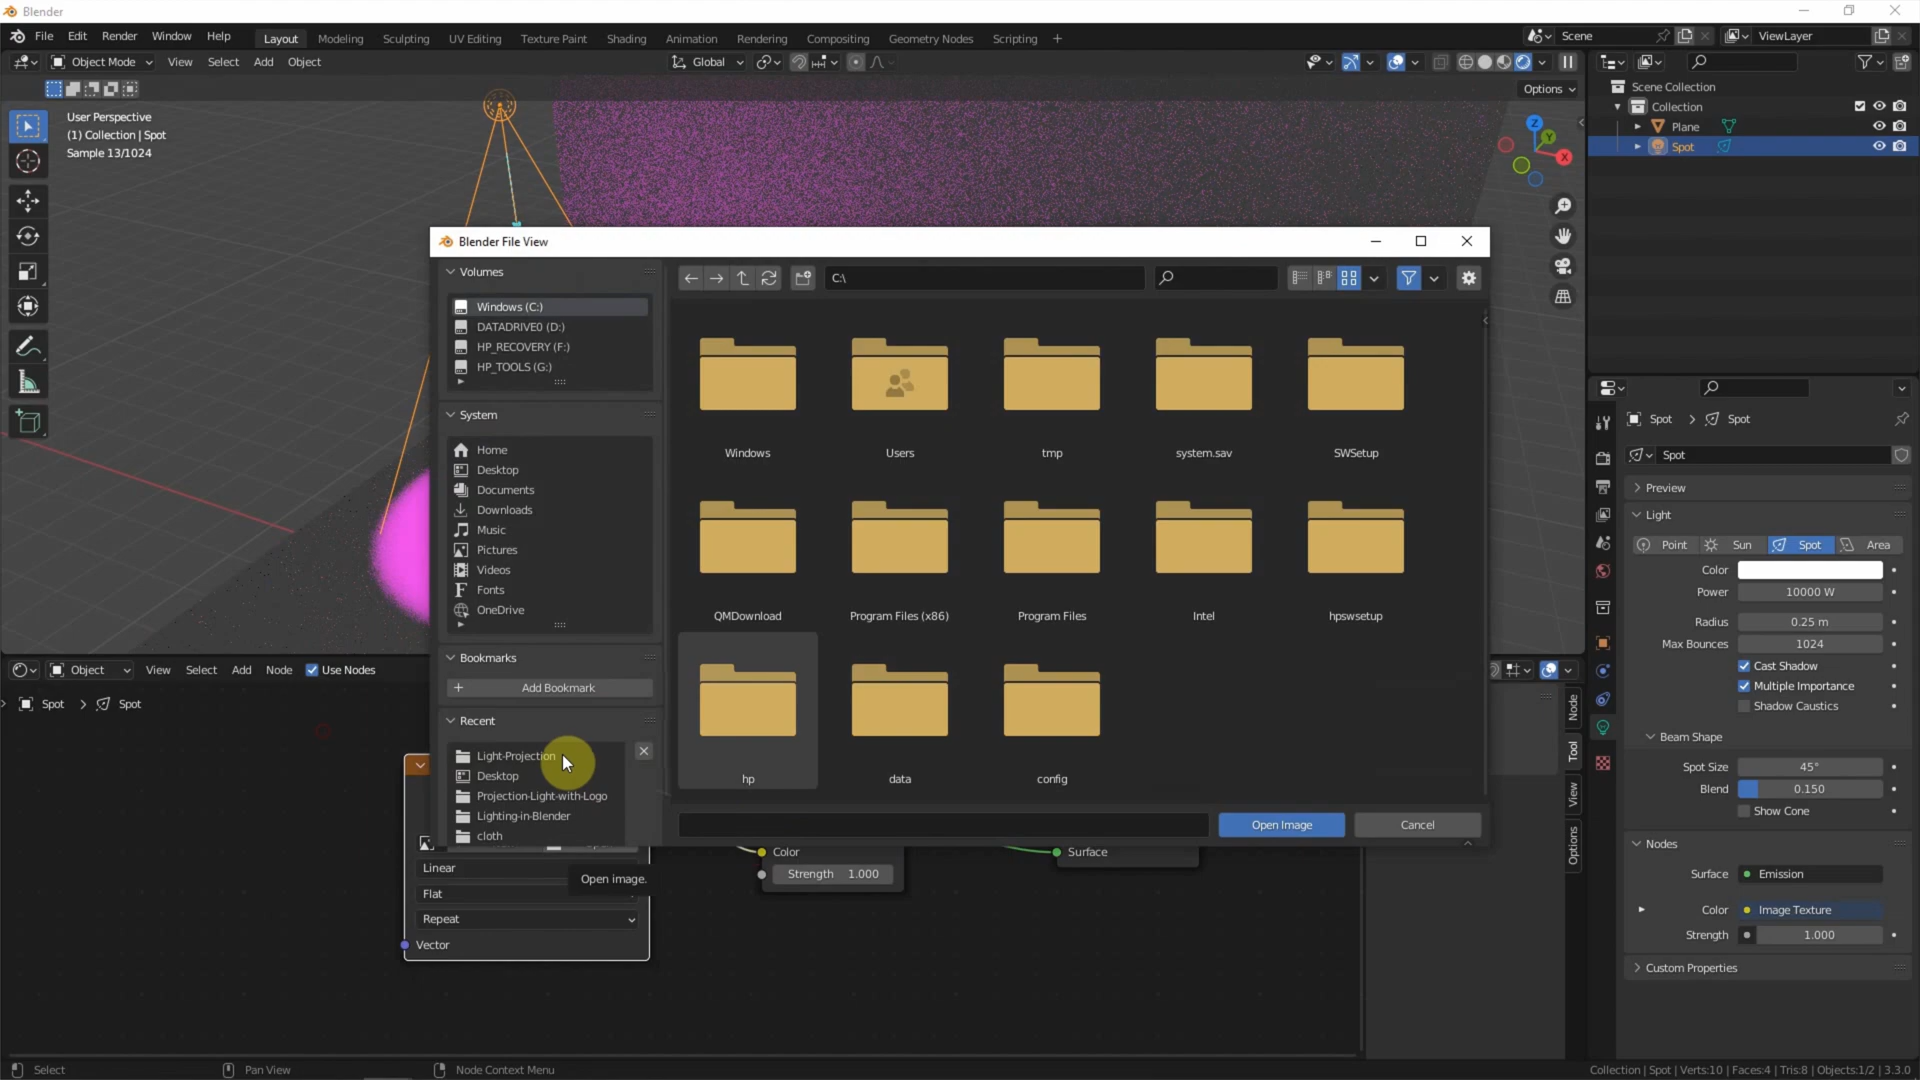 Blender
File Edit Render Window Help
Layout Modeling Sculpting UV Editing Texture Paint Shading Animation Rendering Compositing Geometry Nodes Scripting +
Scene
ViewLayer
Object Mode View Select Add Object
Global
Options
User Perspective
(1) Collection | Spot
Sample 13/1024
Z
Y
X
Scene Collection
Collection
Plane
Spot
Blender File View
Volumes
Windows (C:)
DATADRIVE0 (D:)
HP_RECOVERY (F:)
HP_TOOLS (G:)
System
Home
Desktop
Documents
Downloads
Music
Pictures
Videos
Fonts
OneDrive
Bookmarks
Add Bookmark
Recent
Light-Projection
Desktop
Projection-Light-with-Logo
Lighting-in-Blender
cloth
C:\
Windows
Users
tmp
system.sav
SWSetup
QMDownload
Program Files (x86)
Program Files
Intel
hpswsetup
hp
data
config
Open Image
Cancel
Object View Select Add Node Use Nodes
Spot > Spot
Linear
Open image.
Flat
Repeat
Vector
Color
Strength 1.000
Surface
Node
Tool
View
Options
Spot > Spot
Spot
Preview
Light
Point Sun Spot Area
Color
Power 10000 W
Radius 0.25 m
Max Bounces 1024
Cast Shadow
Multiple Importance
Shadow Caustics
Beam Shape
Spot Size 45°
Blend 0.150
Show Cone
Nodes
Surface Emission
Color Image Texture
Strength 1.000
Custom Properties
Select
Pan View
Node Context Menu
Collection | Spot | Verts:10 | Faces:4 | Tris:8 | Objects:1/2 | 3.3.0